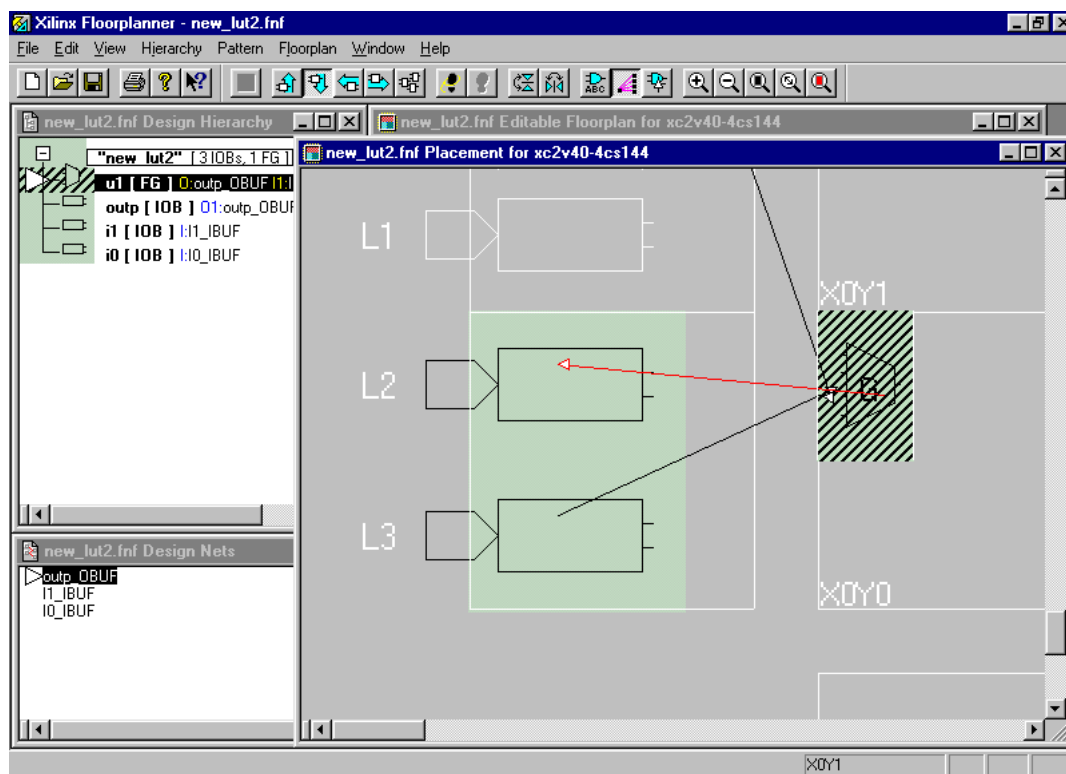 Xilinx Floorplanner - new_lut2.fnf
File Edit View Hierarchy Pattern Floorplan Window Help
ABC
new_lut2.fnf Design Hierarchy
new_lut2.fnf Editable Floorplan for xc2v40-4cs144
"new_lut2" [ 3 IOBs, 1 FG ]
u1 [ FG ] O:outp_OBUF I1:I
outp [ IOB ] O1:outp_OBUF
i1 [ IOB ] I:I1_IBUF
i0 [ IOB ] I:I0_IBUF
new_lut2.fnf Placement for xc2v40-4cs144
L1
X0Y1
L2
G
L3
X0Y0
new_lut2.fnf Design Nets
outp_OBUF
I1_IBUF
I0_IBUF
X0Y1